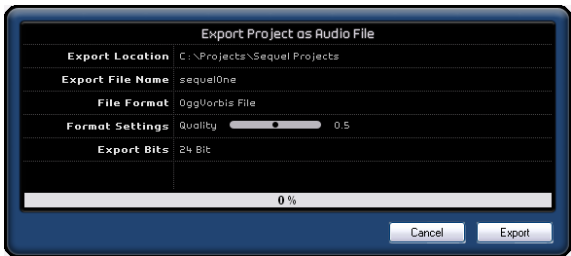 Export Project as Audio File
Export Location C:\Projects\Sequel Projects
Export File Name sequelOne
File Format OggVorbis File
Format Settings Quality 0.5
Export Bits 24 Bit
0 %
Cancel Export